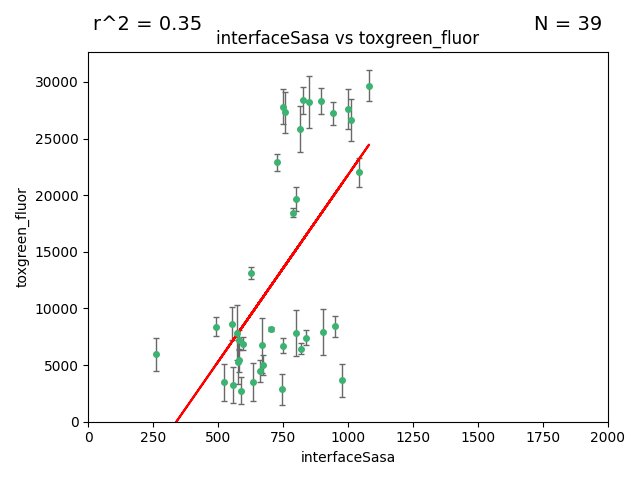 r^2 = 0.35
N = 39
interfaceSasa vs toxgreen_fluor
30000
25000
20000
15000
10000
5000
0
toxgreen_fluor
0 250 500 750 1000 1250 1500 1750 2000
interfaceSasa